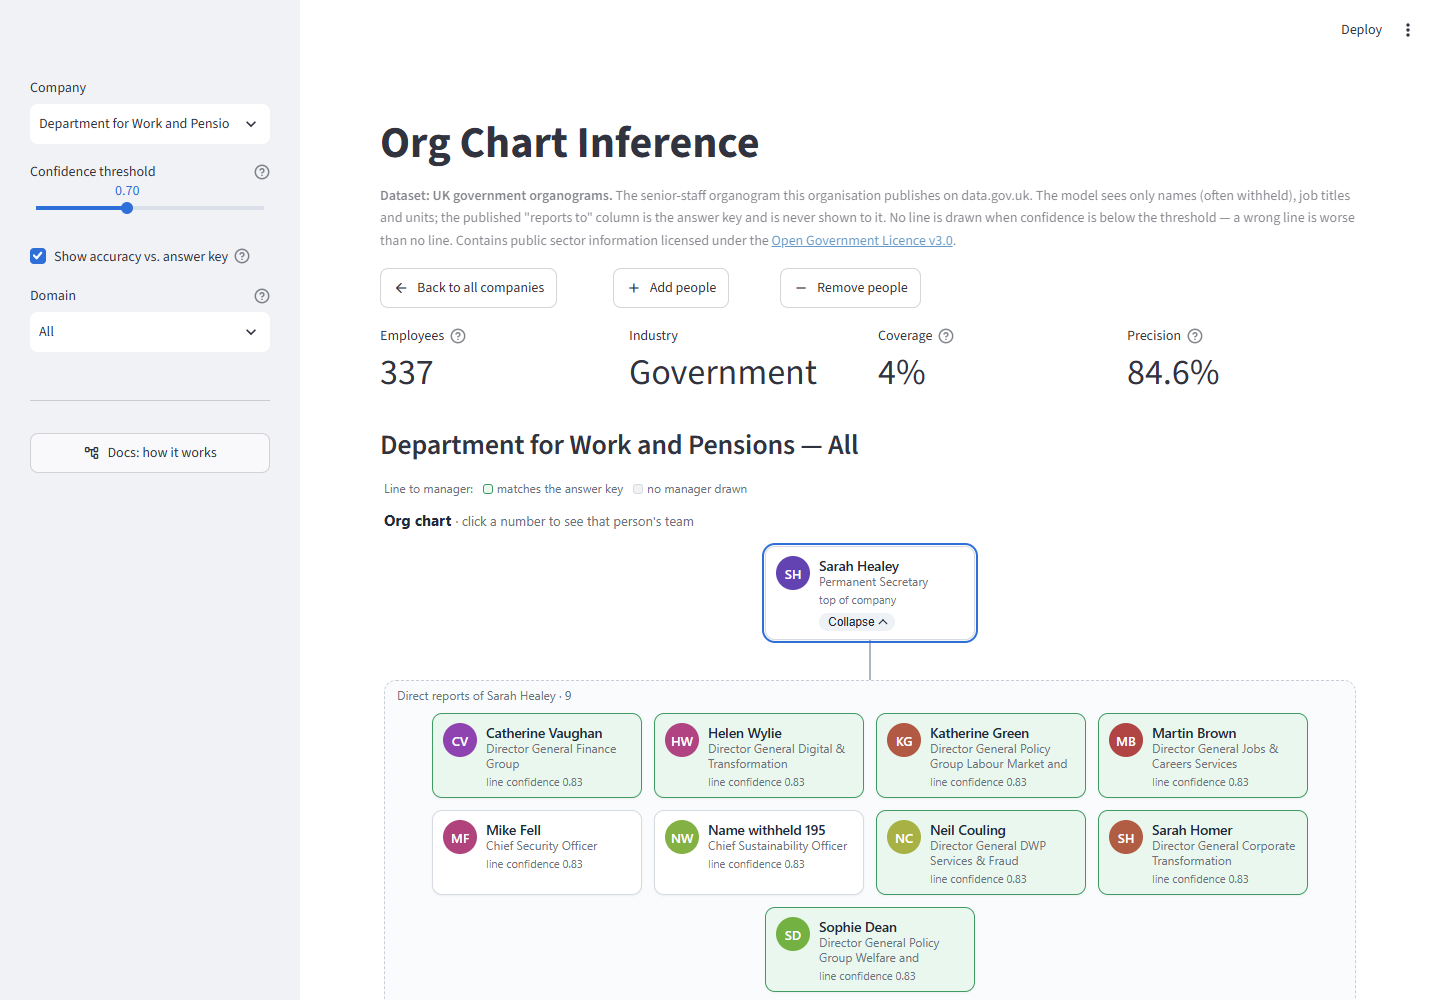 Deploy
Company
Department for Work and Pensio
Confidence threshold
0.70
Show accuracy vs. answer key
Domain
All
Docs: how it works
Org Chart Inference
Dataset: UK government organograms. The senior-staff organogram this organisation publishes on data.gov.uk. The model sees only names (often withheld), job titles
and units; the published "reports to" column is the answer key and is never shown to it. No line is drawn when confidence is below the threshold — a wrong line is worse
than no line. Contains public sector information licensed under the Open Government Licence v3.0.
Back to all companies
Add people
Remove people
Employees
337
Industry
Government
Coverage
4%
Precision
84.6%
Department for Work and Pensions — All
Line to manager: matches the answer key no manager drawn
Org chart · click a number to see that person's team
SH
Sarah Healey
Permanent Secretary
top of company
Collapse
Direct reports of Sarah Healey · 9
CV
Catherine Vaughan
Director General Finance
Group
line confidence 0.83
HW
Helen Wylie
Director General Digital &
Transformation
line confidence 0.83
KG
Katherine Green
Director General Policy
Group Labour Market and
line confidence 0.83
MB
Martin Brown
Director General Jobs &
Careers Services
line confidence 0.83
MF
Mike Fell
Chief Security Officer
line confidence 0.83
NW
Name withheld 195
Chief Sustainability Officer
line confidence 0.83
NC
Neil Couling
Director General DWP
Services & Fraud
line confidence 0.83
SH
Sarah Homer
Director General Corporate
Transformation
line confidence 0.83
SD
Sophie Dean
Director General Policy
Group Welfare and
line confidence 0.83